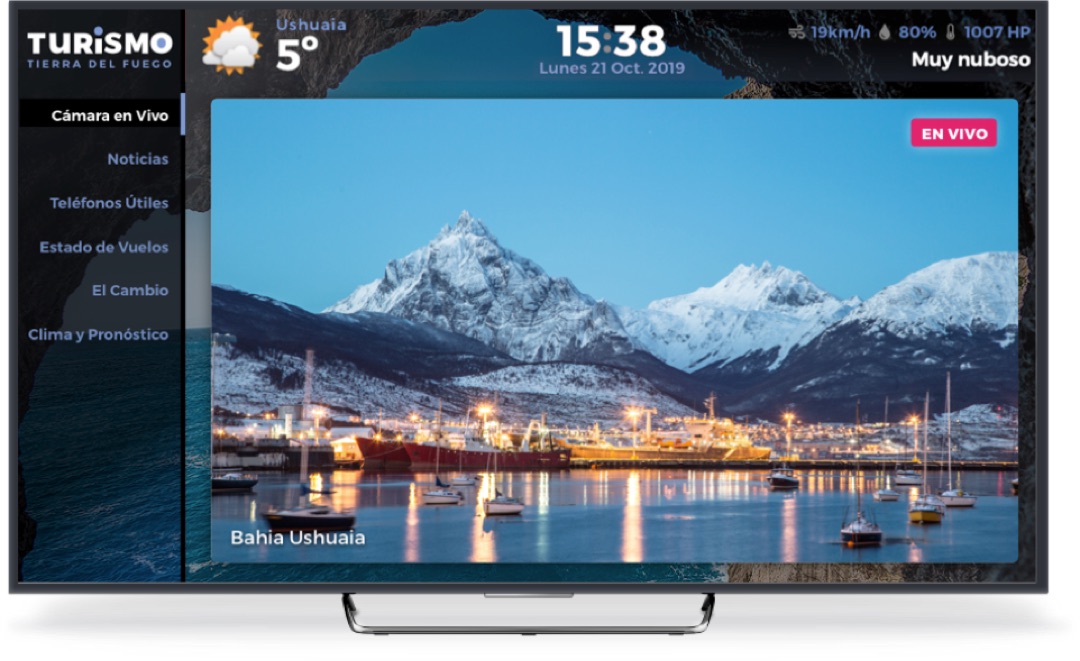 TURiSMO
TIERRA DEL FUEGO
Ushuaia
5º
15:38
Lunes 21 Oct. 2019
19km/h 80% 1007 HP
Muy nuboso
Cámara en Vivo
Noticias
Teléfonos Útiles
Estado de Vuelos
El Cambio
Clima y Pronóstico
EN VIVO
Bahia Ushuaia